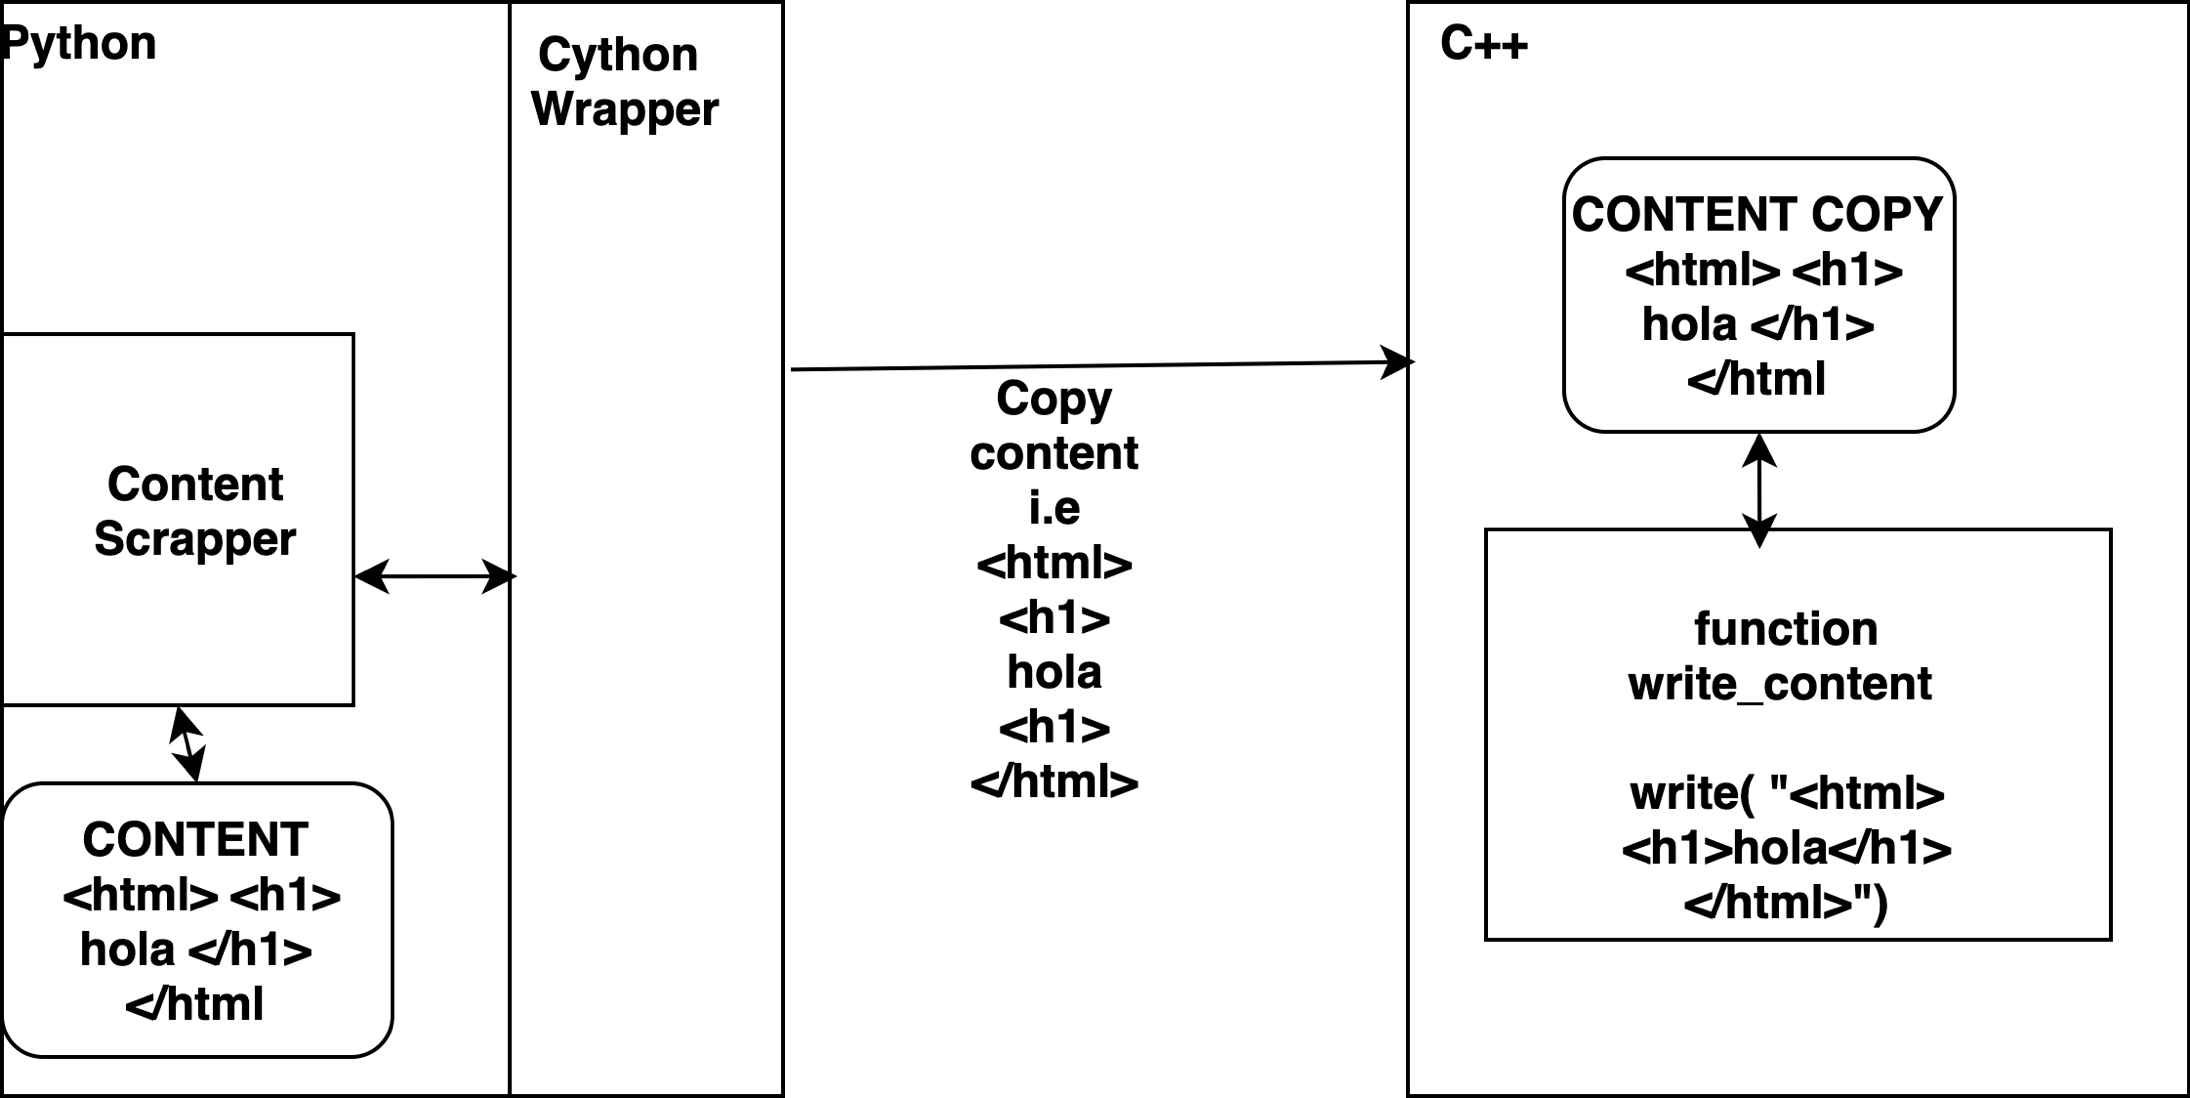 Python
Cython
Wrapper
Content
Scrapper
CONTENT
<html> <h1>
hola </h1>
</html
Copy
content
i.e
<html>
<h1>
hola
<h1>
</html>
C++
CONTENT COPY
<html> <h1>
hola </h1>
</html
function
write_content
write( "<html>
<h1>hola</h1>
</html>")